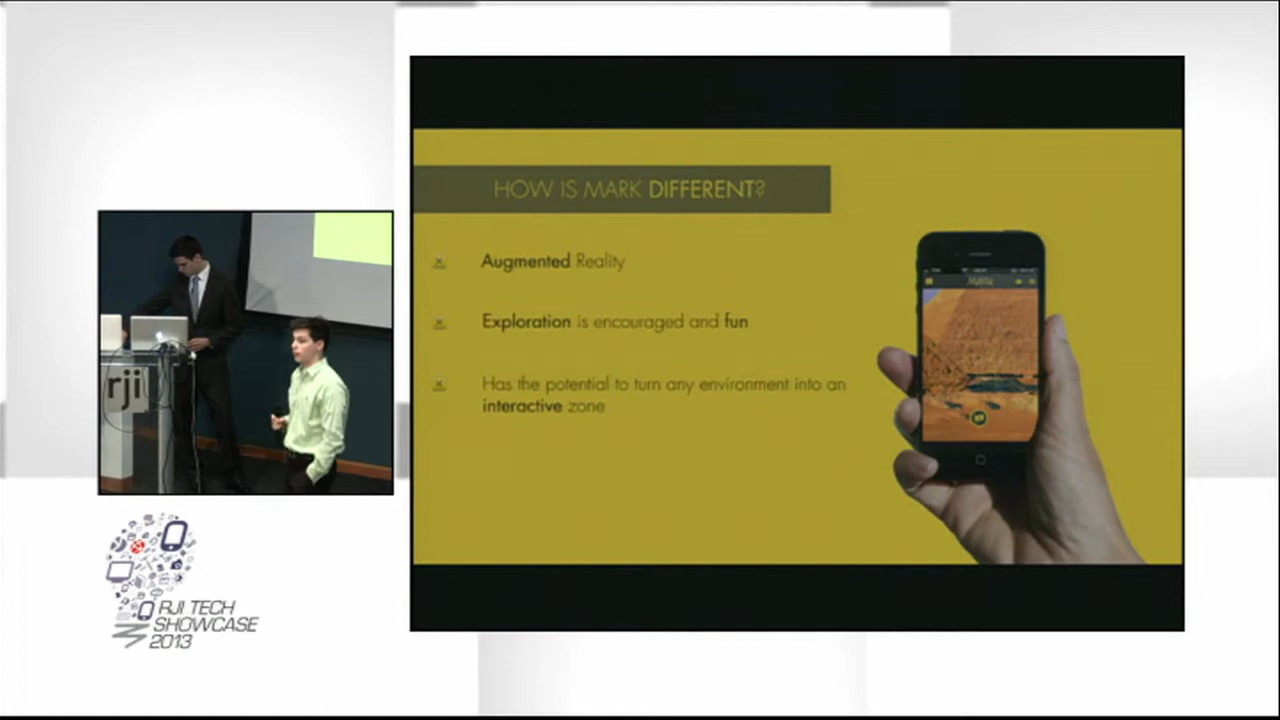 HOW IS MARK DIFFERENT?
Augmented Reality
Exploration is encouraged and fun
Has the potential to turn any environment into an
interactive zone
rji
RJI TECH
SHOWCASE
2013